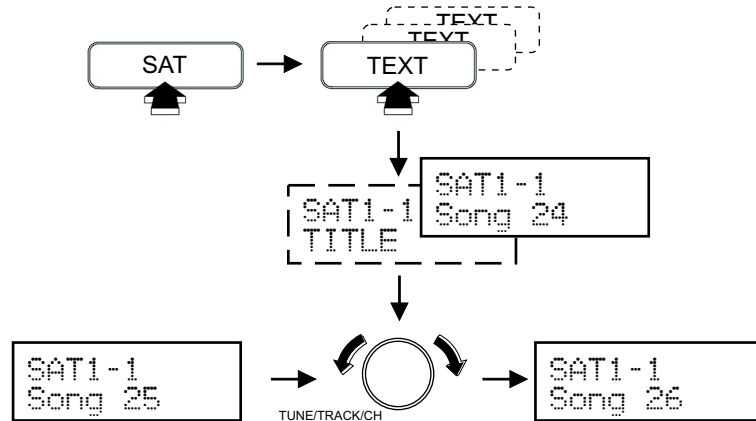 TEXT
TEXT
SAT
TEXT
SAT1-1
Song 24
SAT1-1
TITLE
SAT1-1
Song 25
TUNE/TRACK/CH
SAT1-1
Song 26